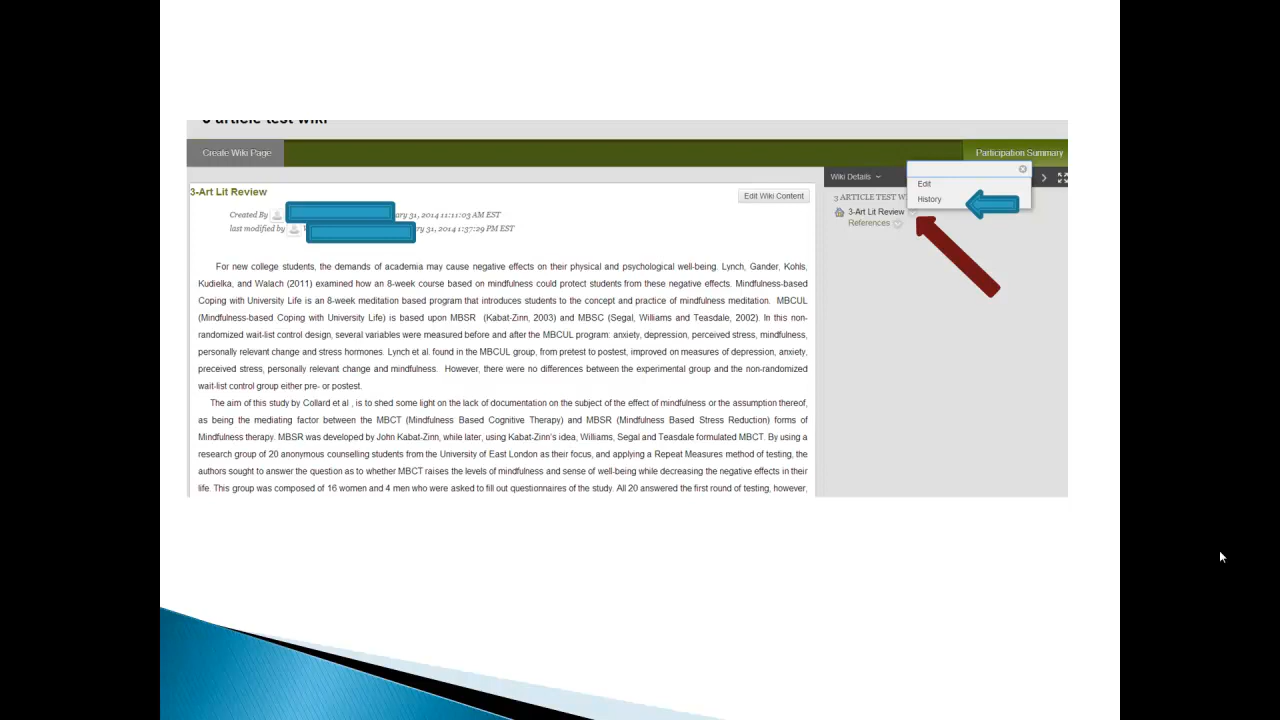 3 article test wiki
Create Wiki Page
Participation Summary
Wiki Details
Edit
History
3 ARTICLE TEST W
3-Art Lit Review
References
3-Art Lit Review
Edit Wiki Content
Created By ary 31, 2014 11:11:03 AM EST
last modified by ry 31, 2014 1:37:29 PM EST
For new college students, the demands of academia may cause negative effects on their physical and psychological well-being. Lynch, Gander, Kohls,
Kudielka, and Walach (2011) examined how an 8-week course based on mindfulness could protect students from these negative effects. Mindfulness-based
Coping with University Life is an 8-week meditation based program that introduces students to the concept and practice of mindfulness meditation. MBCUL
(Mindfulness-based Coping with University Life) is based upon MBSR (Kabat-Zinn, 2003) and MBSC (Segal, Williams and Teasdale, 2002). In this non-
randomized wait-list control design, several variables were measured before and after the MBCUL program: anxiety, depression, perceived stress, mindfulness,
personally relevant change and stress hormones. Lynch et al. found in the MBCUL group, from pretest to postest, improved on measures of depression, anxiety,
preceived stress, personally relevant change and mindfulness. However, there were no differences between the experimental group and the non-randomized
wait-list control group either pre- or postest.
The aim of this study by Collard et al , is to shed some light on the lack of documentation on the subject of the effect of mindfulness or the assumption thereof,
as being the mediating factor between the MBCT (Mindfulness Based Cognitive Therapy) and MBSR (Mindfulness Based Stress Reduction) forms of
Mindfulness therapy. MBSR was developed by John Kabat-Zinn, while later, using Kabat-Zinn's idea, Williams, Segal and Teasdale formulated MBCT. By using a
research group of 20 anonymous counselling students from the University of East London as their focus, and applying a Repeat Measures method of testing, the
authors sought to answer the question as to whether MBCT raises the levels of mindfulness and sense of well-being while decreasing the negative effects in their
life. This group was composed of 16 women and 4 men who were asked to fill out questionnaires of the study. All 20 answered the first round of testing, however,